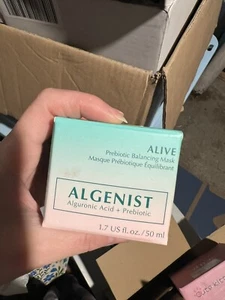 ALIVE
Prebiotic Balancing Mask
Masque Prébiotique Équilibrant
ALGENIST
Alguronic Acid + Prebiotic
1.7 US fl.oz./50 ml